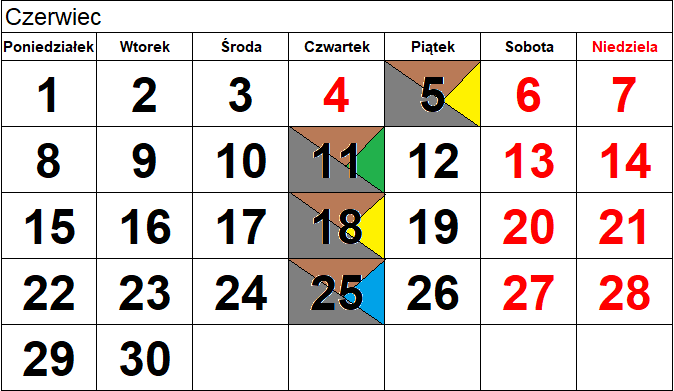 Czerwiec
Poniedziałek Wtorek Środa Czwartek Piątek Sobota Niedziela
1 2 3 4 5 6 7
8 9 10 11 12 13 14
15 16 17 18 19 20 21
22 23 24 25 26 27 28
29 30